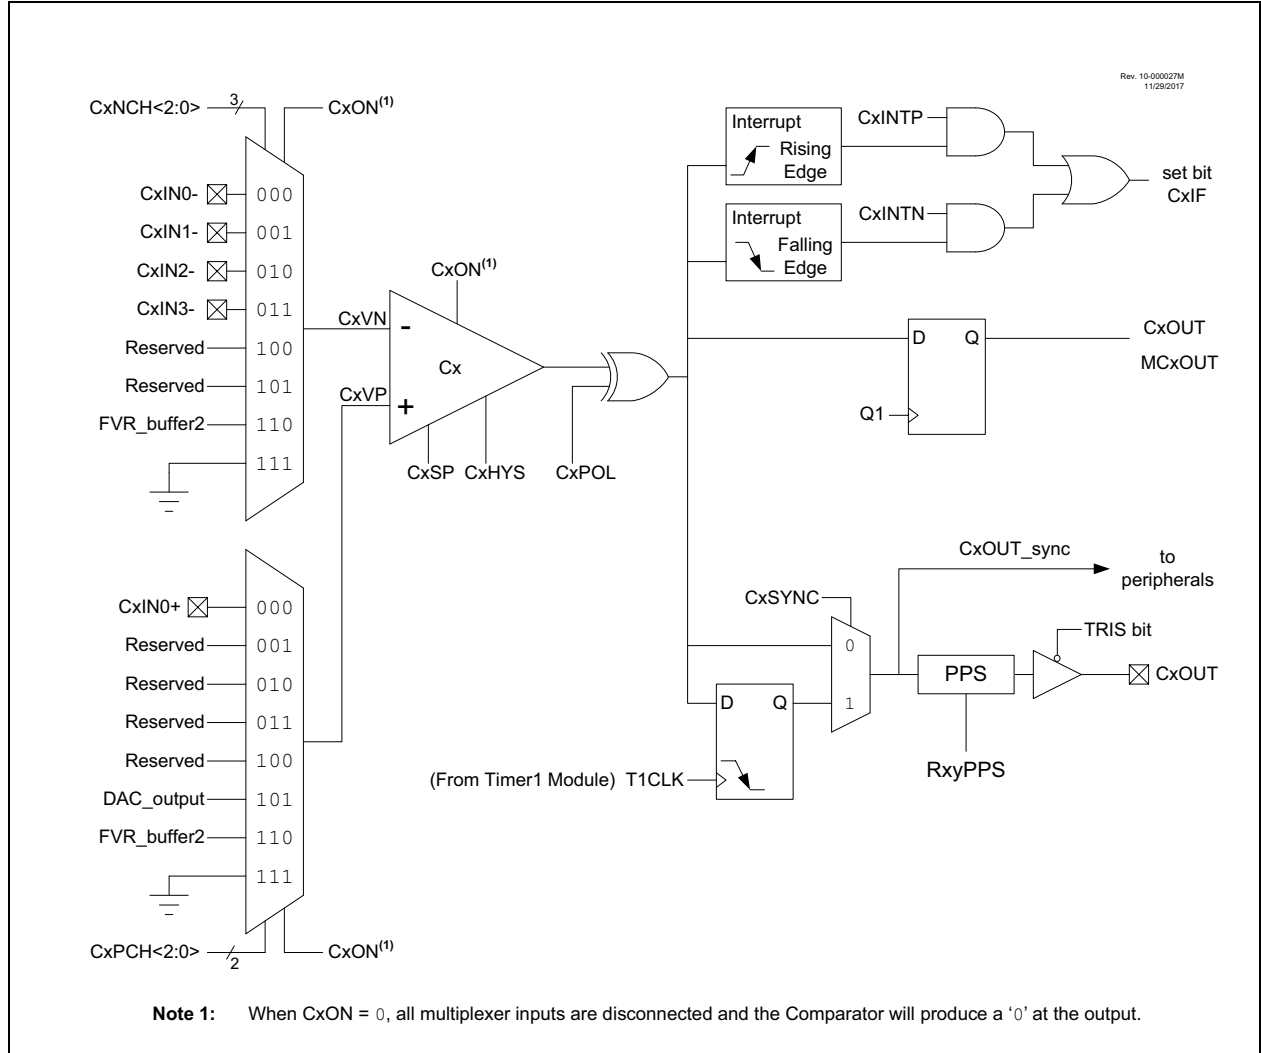 Rev. 10-000027M
11/29/2017
CxNCH<2:0>
3
CxON(1)
CxIN0-
000
CxIN1-
001
CxIN2-
010
CxIN3-
011
Reserved
100
Reserved
101
FVR_buffer2
110
111
CxVN
CxVP
CxON(1)
-
Cx
+
CxSP
CxHYS
CxPOL
Interrupt
Rising
Edge
CxINTP
Interrupt
Falling
Edge
CxINTN
set bit
CxIF
D
Q
Q1
CxOUT
MCxOUT
CxIN0+
000
Reserved
001
Reserved
010
Reserved
011
Reserved
100
DAC_output
101
FVR_buffer2
110
111
CxPCH<2:0>
2
CxON(1)
CxOUT_sync
to
peripherals
CxSYNC
0
1
TRIS bit
PPS
CxOUT
RxyPPS
D
Q
(From Timer1 Module) T1CLK
Note 1: When CxON = 0, all multiplexer inputs are disconnected and the Comparator will produce a ‘0’ at the output.